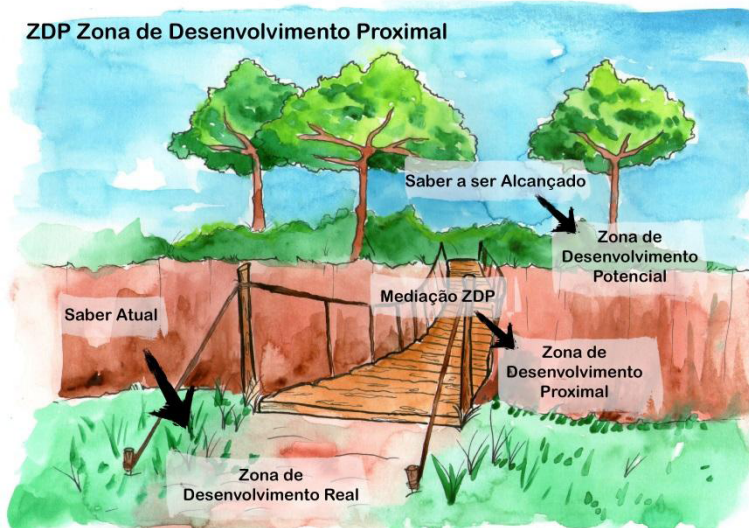 ZDP Zona de Desenvolvimento Proximal
Saber a ser Alcançado
Zona de
Desenvolvimento
Potencial
Mediação ZDP
Saber Atual
Zona de
Desenvolvimento
Proximal
Zona de
Desenvolvimento Real